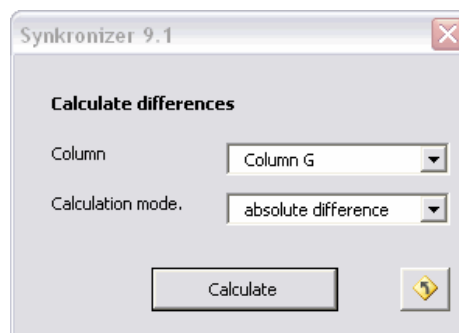 Synkronizer 9.1
Calculate differences
Column
Column G
Calculation mode.
absolute difference
Calculate